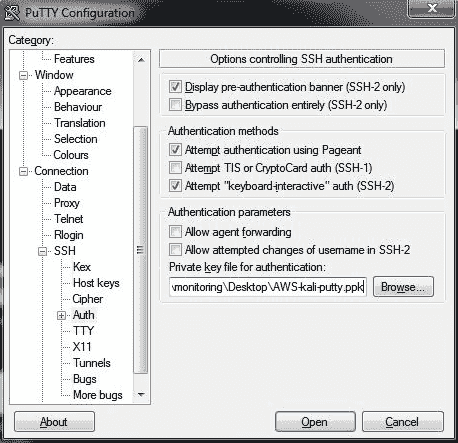 PuTTY Configuration
X
Category:
Features
Window
Appearance
Behaviour
Translation
Selection
Colours
Connection
Data
Proxy
Telnet
Rlogin
SSH
Kex
Host keys
Cipher
Auth
TTY
X11
Tunnels
Bugs
More bugs
Options controlling SSH authentication
Display pre-authentication banner (SSH-2 only)
Bypass authentication entirely (SSH-2 only)
Authentication methods
Attempt authentication using Pageant
Attempt TIS or CryptoCard auth (SSH-1)
Attempt "keyboard-interactive" auth (SSH-2)
Authentication parameters
Allow agent forwarding
Allow attempted changes of username in SSH-2
Private key file for authentication:
\monitoring\Desktop\AWS-kali-putty.ppk
Browse...
About
Open
Cancel